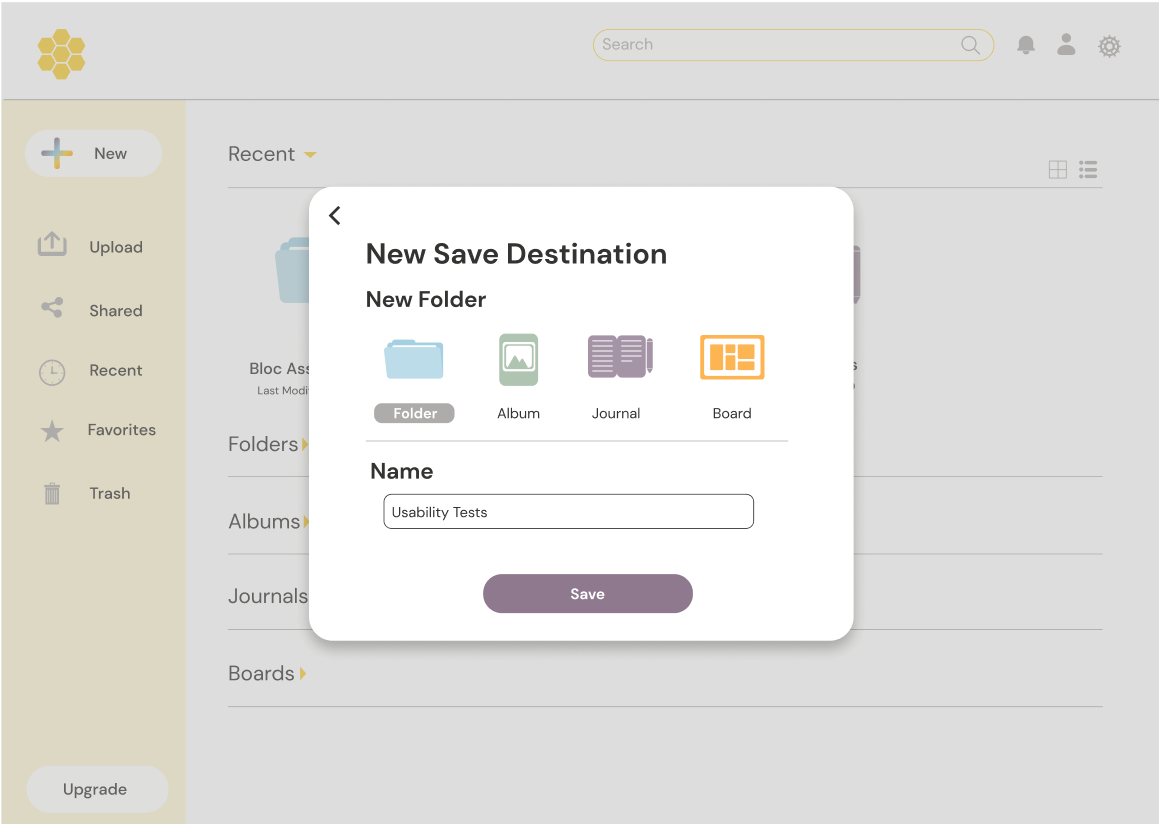 Search
New
Upload
Shared
Recent
Favorites
Trash
Upgrade
Recent
Bloc Ass
Last Modi
Folders
Albums
Journals
Boards
New Save Destination
New Folder
Folder Album Journal Board
Name
Usability Tests
Save